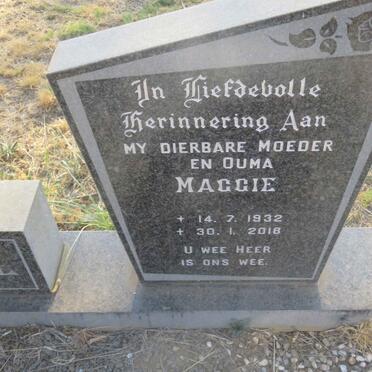 In Liefdevolle
Herinnering Aan
MY DIERBARE MOEDER
EN OUMA
MAGGIE
+ 14. 7. 1932
+ 30. 1. 2018
U WEE HEER
IS ONS WEE.